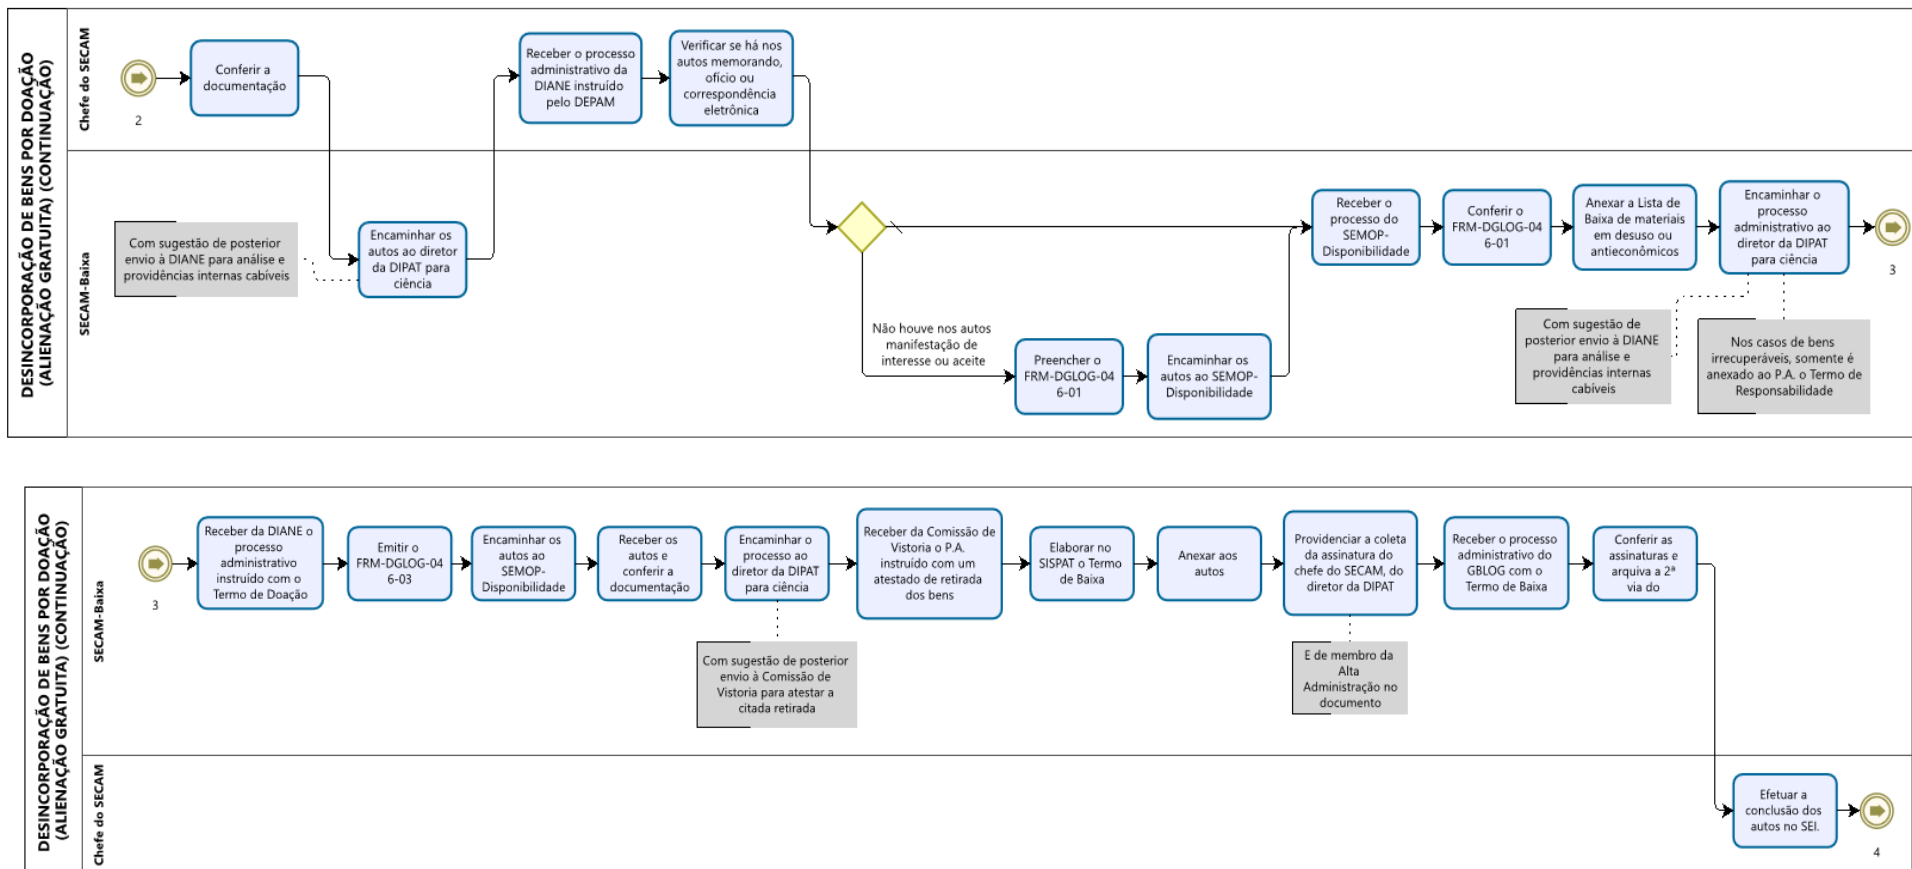 DESINCORPORAÇÃO DE BENS POR DOAÇÃO
(ALIENAÇÃO GRATUITA) (CONTINUAÇÃO)
Chefe do SECAM
2
Conferir a
documentação
Receber o processo
administrativo da
DIANE instruído
pelo DEPAM
Verificar se há nos
autos memorando,
ofício ou
correspondência
eletrônica
SECAM-Baixa
Com sugestão de posterior
envio à DIANE para análise e
providências internas cabíveis
Encaminhar os
autos ao diretor
da DIPAT para
ciência
Não houve nos autos
manifestação de
interesse ou aceite
Preencher o
FRM-DGLOG-04
6-01
Encaminhar os
autos ao SEMOP-
Disponibilidade
Receber o
processo do
SEMOP-
Disponibilidade
Conferir o
FRM-DGLOG-04
6-01
Anexar a Lista de
Baixa de materiais
em desuso ou
antieconômicos
Encaminhar o
processo
administrativo ao
diretor da DIPAT
para ciência
3
Com sugestão de
posterior envio à DIANE
para análise e
providências internas
cabíveis
Nos casos de bens
irrecuperáveis, somente é
anexado ao P.A. o Termo de
Responsabilidade
DESINCORPORAÇÃO DE BENS POR DOAÇÃO
(ALIENAÇÃO GRATUITA) (CONTINUAÇÃO)
SECAM-Baixa
3
Receber da DIANE o
processo
administrativo
instruído com o
Termo de Doação
Emitir o
FRM-DGLOG-04
6-03
Encaminhar os
autos ao
SEMOP-
Disponibilidade
Receber os
autos e
conferir a
documentação
Encaminhar o
processo ao
diretor da DIPAT
para ciência
Com sugestão de posterior
envio à Comissão de
Vistoria para atestar a
citada retirada
Receber da Comissão de
Vistoria o P.A.
instruído com um
atestado de retirada
dos bens
Elaborar no
SISPAT o Termo
de Baixa
Anexar aos
autos
Providenciar a coleta
da assinatura do
chefe do SECAM, do
diretor da DIPAT
E de membro da
Alta
Administração no
documento
Receber o processo
administrativo do
GBLOG com o
Termo de Baixa
Conferir as
assinaturas e
arquiva a 2ª
via do
Chefe do SECAM
Efetuar a
conclusão dos
autos no SEI.
4